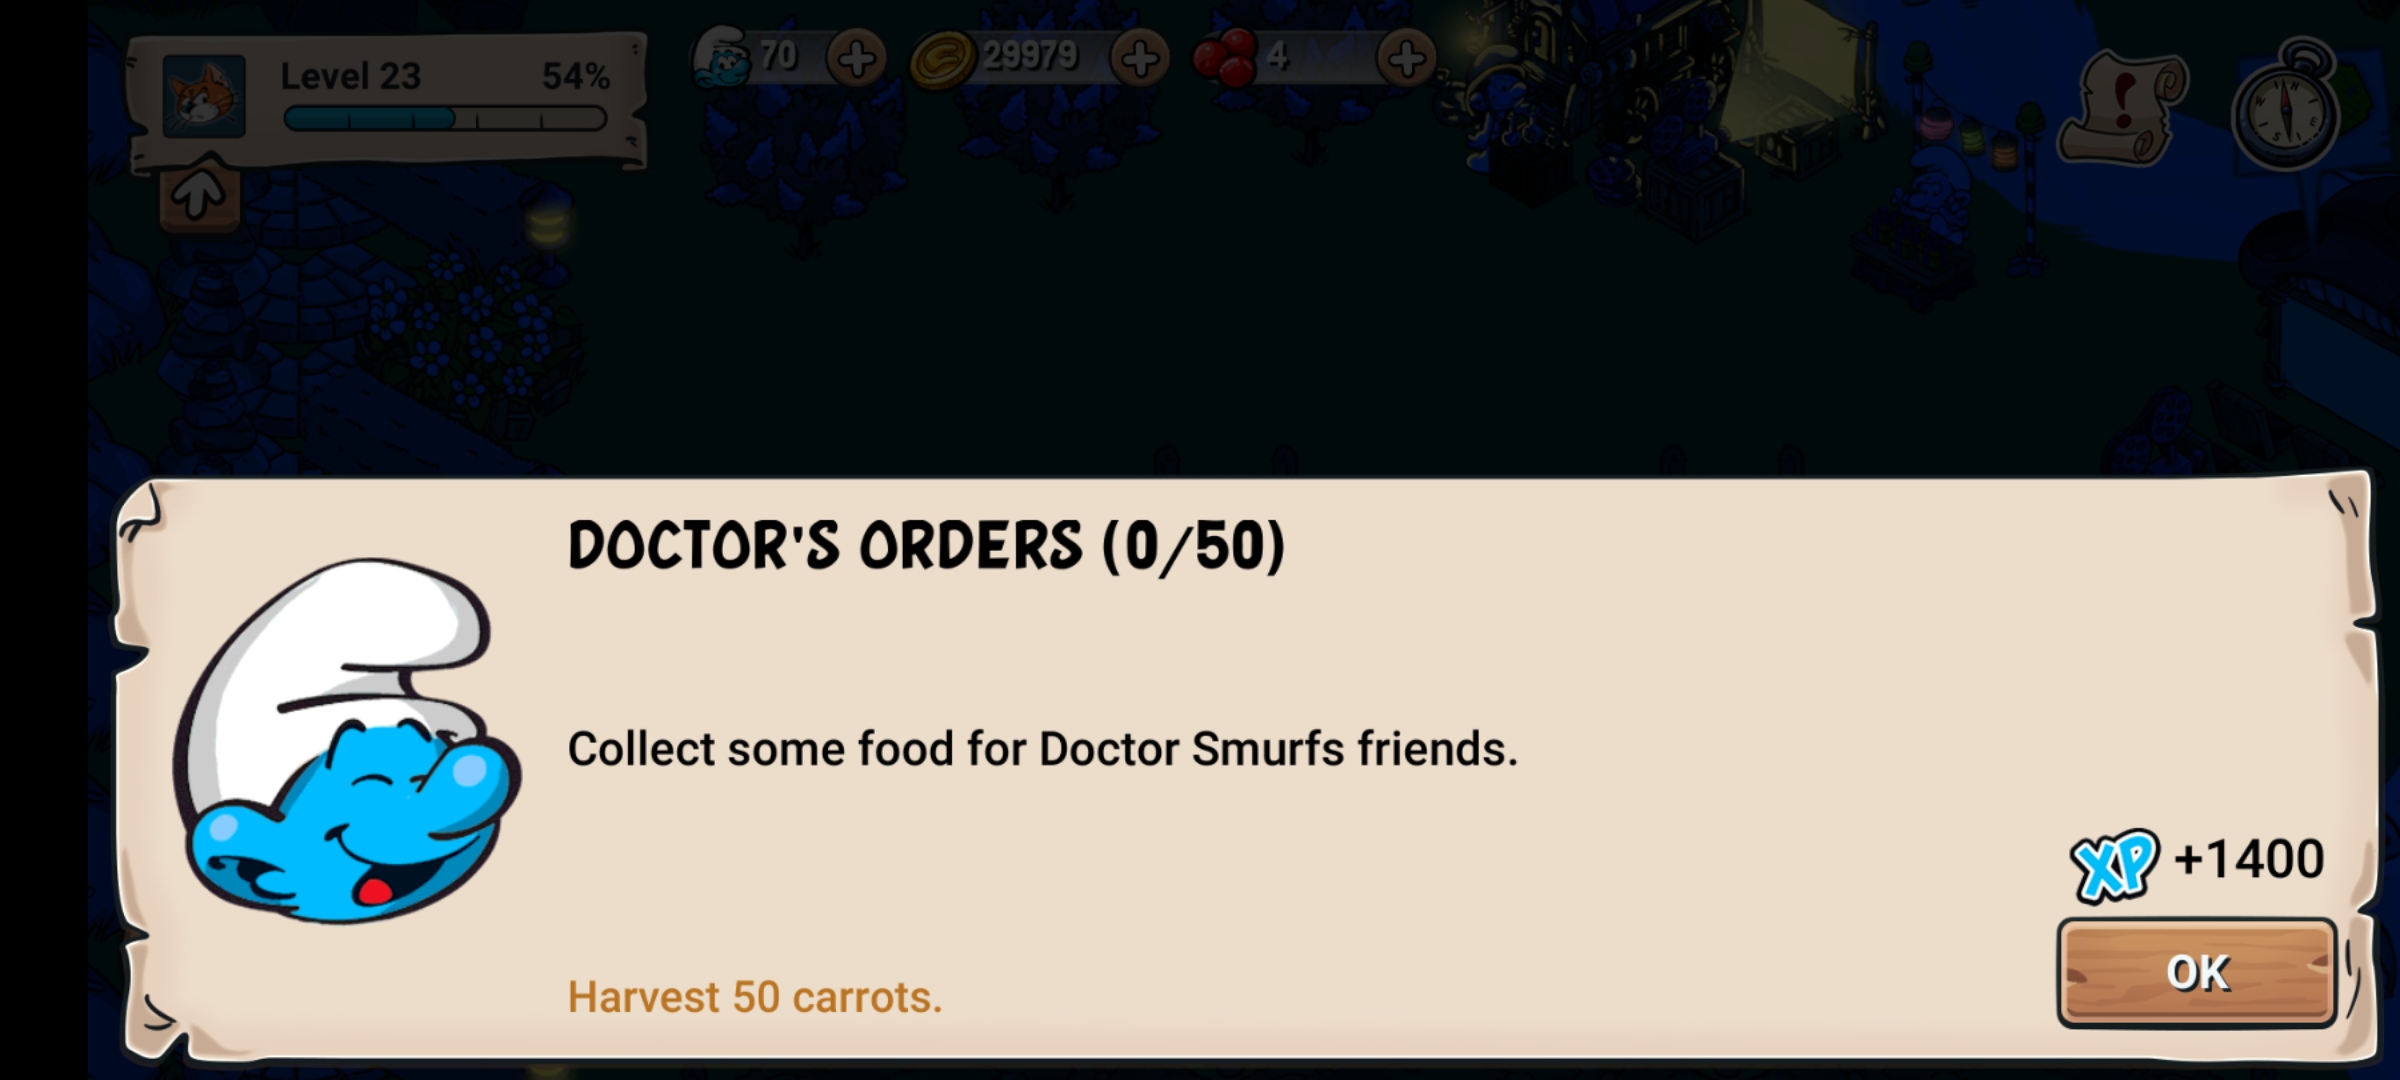 Level 23 54%
70
29979
4
DOCTOR'S ORDERS (0/50)
Collect some food for Doctor Smurfs friends.
XP +1400
OK
Harvest 50 carrots.